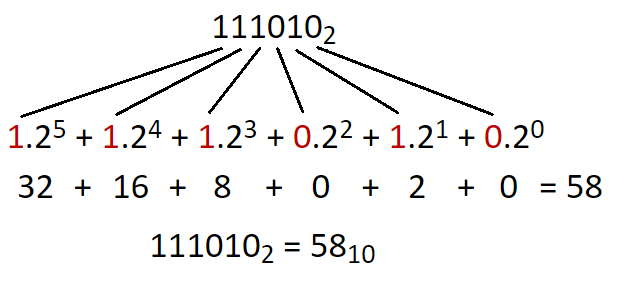 111010₂
1.2⁵ + 1.2⁴ + 1.2³ + 0.2² + 1.2¹ + 0.2⁰
32 + 16 + 8 + 0 + 2 + 0 = 58
111010₂ = 58₁₀